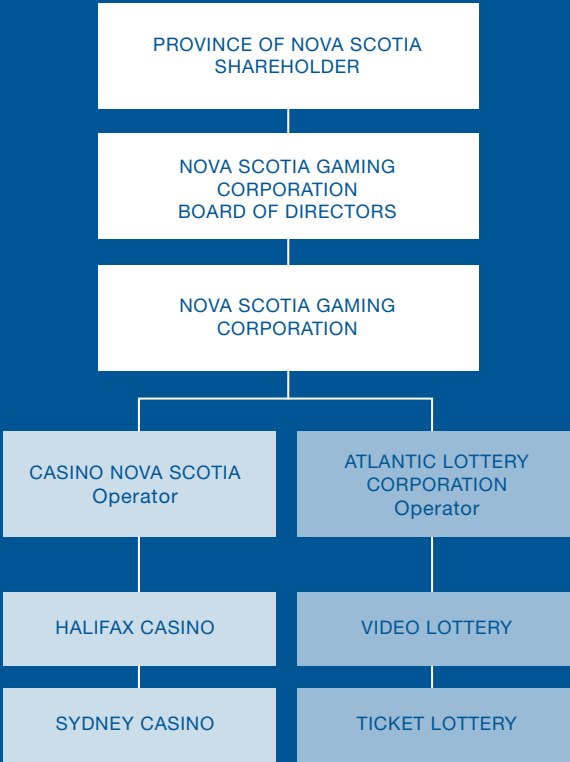 PROVINCE OF NOVA SCOTIA
SHAREHOLDER
NOVA SCOTIA GAMING
CORPORATION
BOARD OF DIRECTORS
NOVA SCOTIA GAMING
CORPORATION
CASINO NOVA SCOTIA
Operator
ATLANTIC LOTTERY
CORPORATION
Operator
HALIFAX CASINO
VIDEO LOTTERY
SYDNEY CASINO
TICKET LOTTERY